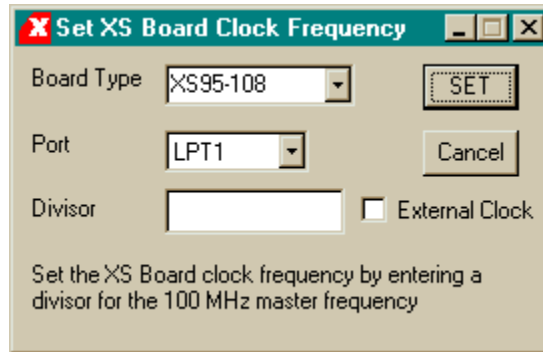 X Set XS Board Clock Frequency
Board Type XS95-108 SET
Port LPT1 Cancel
Divisor External Clock
Set the XS Board clock frequency by entering a
divisor for the 100 MHz master frequency